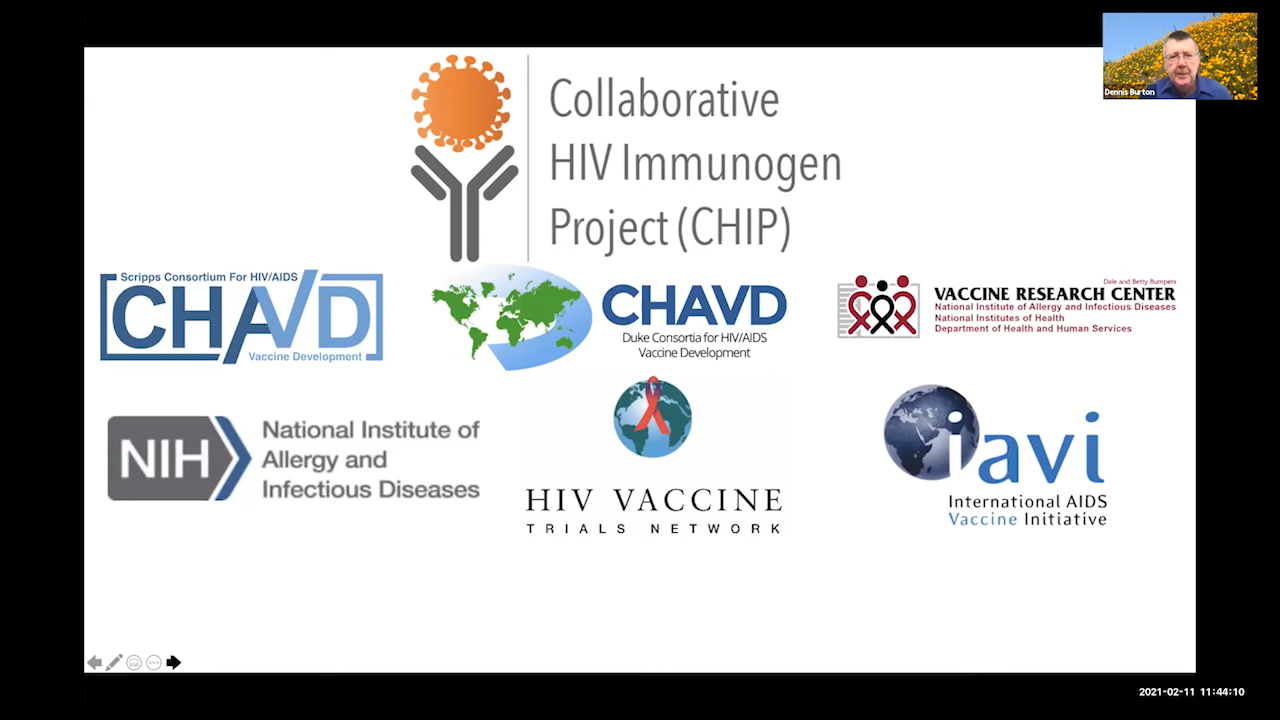 Dennis Burton
Collaborative
HIV Immunogen
Project (CHIP)
Scripps Consortium For HIV/AIDS
CHAVD
Vaccine Development
CHAVD
Duke Consortia for HIV/AIDS
Vaccine Development
Dale and Betty Bumpers
VACCINE RESEARCH CENTER
National Institute of Allergy and Infectious Diseases
National Institutes of Health
Department of Health and Human Services
NIH
National Institute of
Allergy and
Infectious Diseases
HIV VACCINE
TRIALS NETWORK
iavi
International AIDS
Vaccine Initiative
2021-02-11 11:44:10